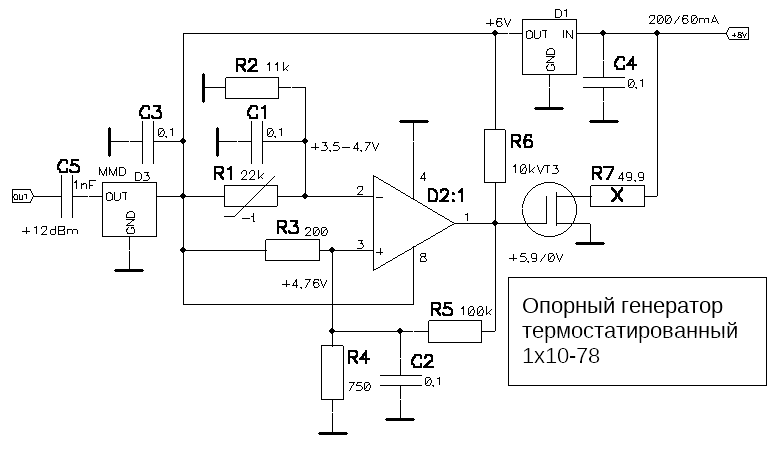 D1
200/60mA
+6V
OUT IN
GND
+8V
R2 11k
C4
0.1
C3
0.1
C1
0.1
R6
10k
VT3
+3.5-4.7V
C5
1nF
MMD
D3
R1 22k
-1
R7 49.9
X
4
D2:1
OUT
OUT
GND
+12dBm
2
-
R3 200
3
+
1
8
+4.76V
+5.9/0V
R5 100k
R4
750
C2
0.1
Опорный генератор
термостатированный
1x10-78